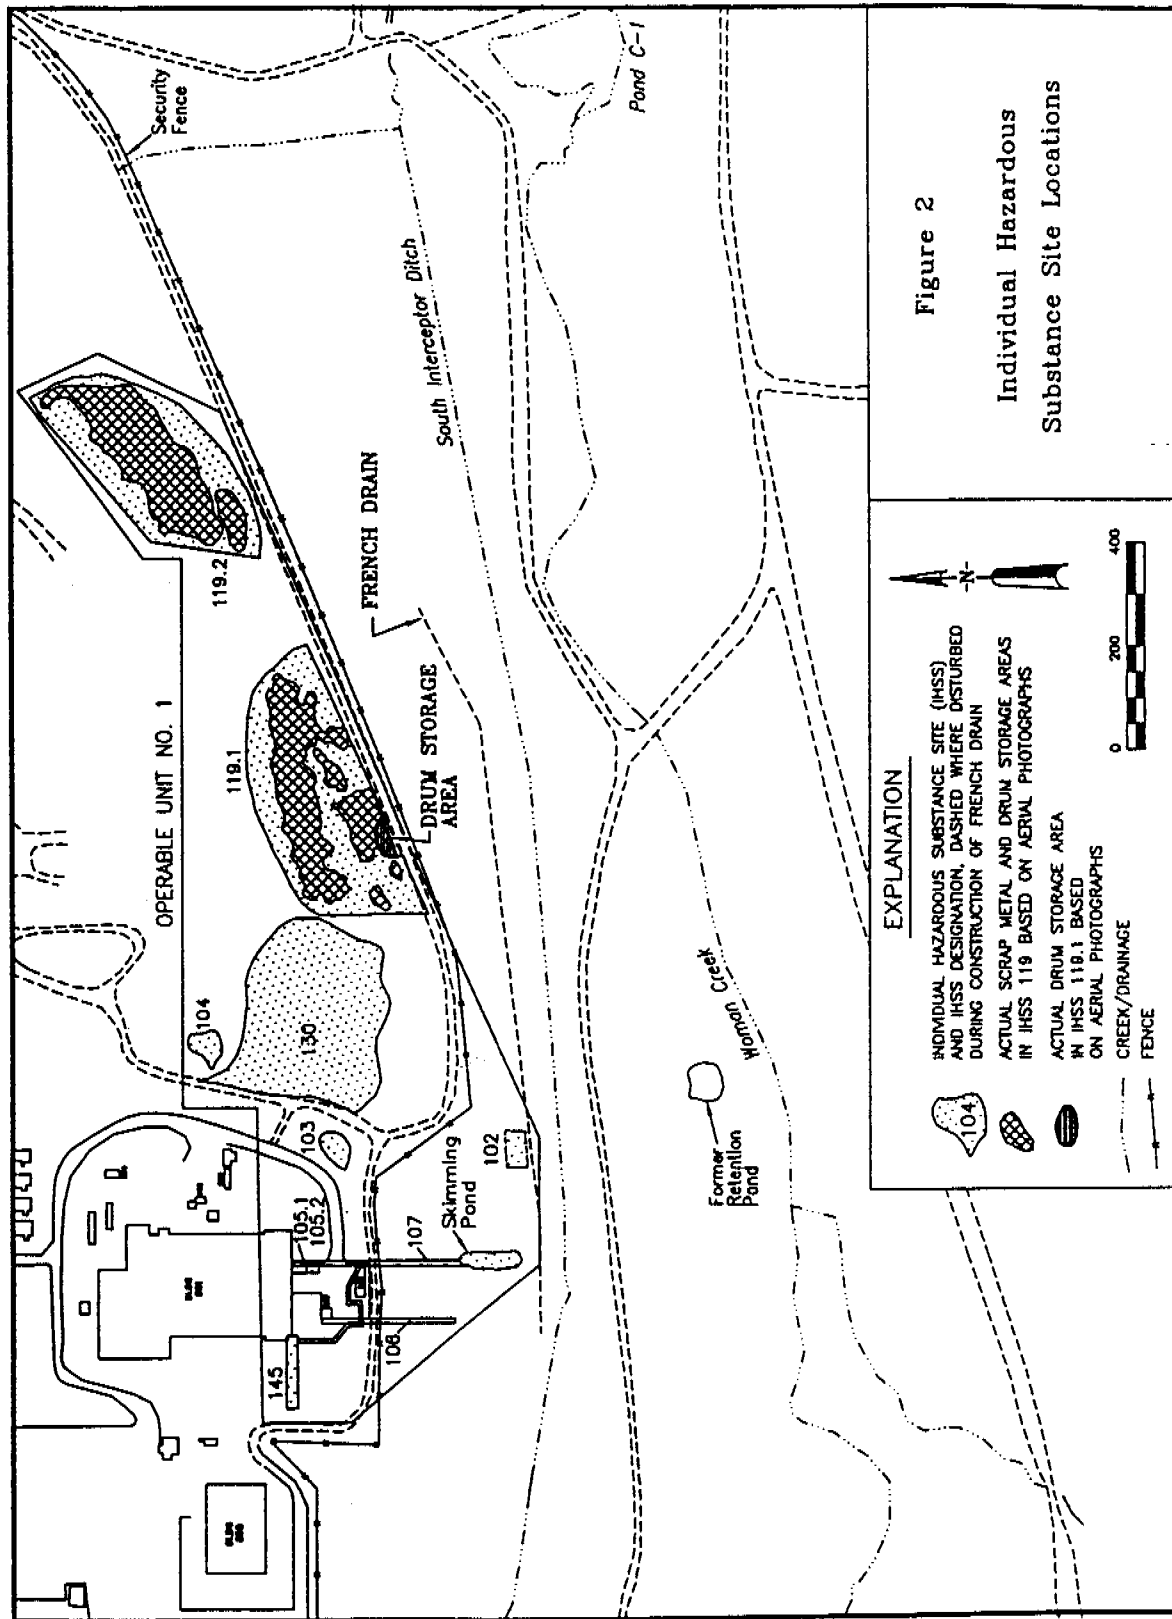 Security
Fence
Pond C-1
South Interceptor Ditch
119.2
FRENCH DRAIN
OPERABLE UNIT NO. 1
119.1
DRUM STORAGE
AREA
104
130
103
102
105.1
105.2
107
Skimming
Pond
108
145
Woman Creek
Former
Retention
Pond
EXPLANATION
104
INDIVIDUAL HAZARDOUS SUBSTANCE SITE (IHSS)
AND IHSS DESIGNATION, DASHED WHERE DISTURBED
DURING CONSTRUCTION OF FRENCH DRAIN
ACTUAL SCRAP METAL AND DRUM STORAGE AREAS
IN IHSS 119 BASED ON AERIAL PHOTOGRAPHS
ACTUAL DRUM STORAGE AREA
IN IHSS 119.1 BASED
ON AERIAL PHOTOGRAPHS
CREEK/DRAINAGE
FENCE
-N-
0 200 400
Figure 2
Individual Hazardous
Substance Site Locations